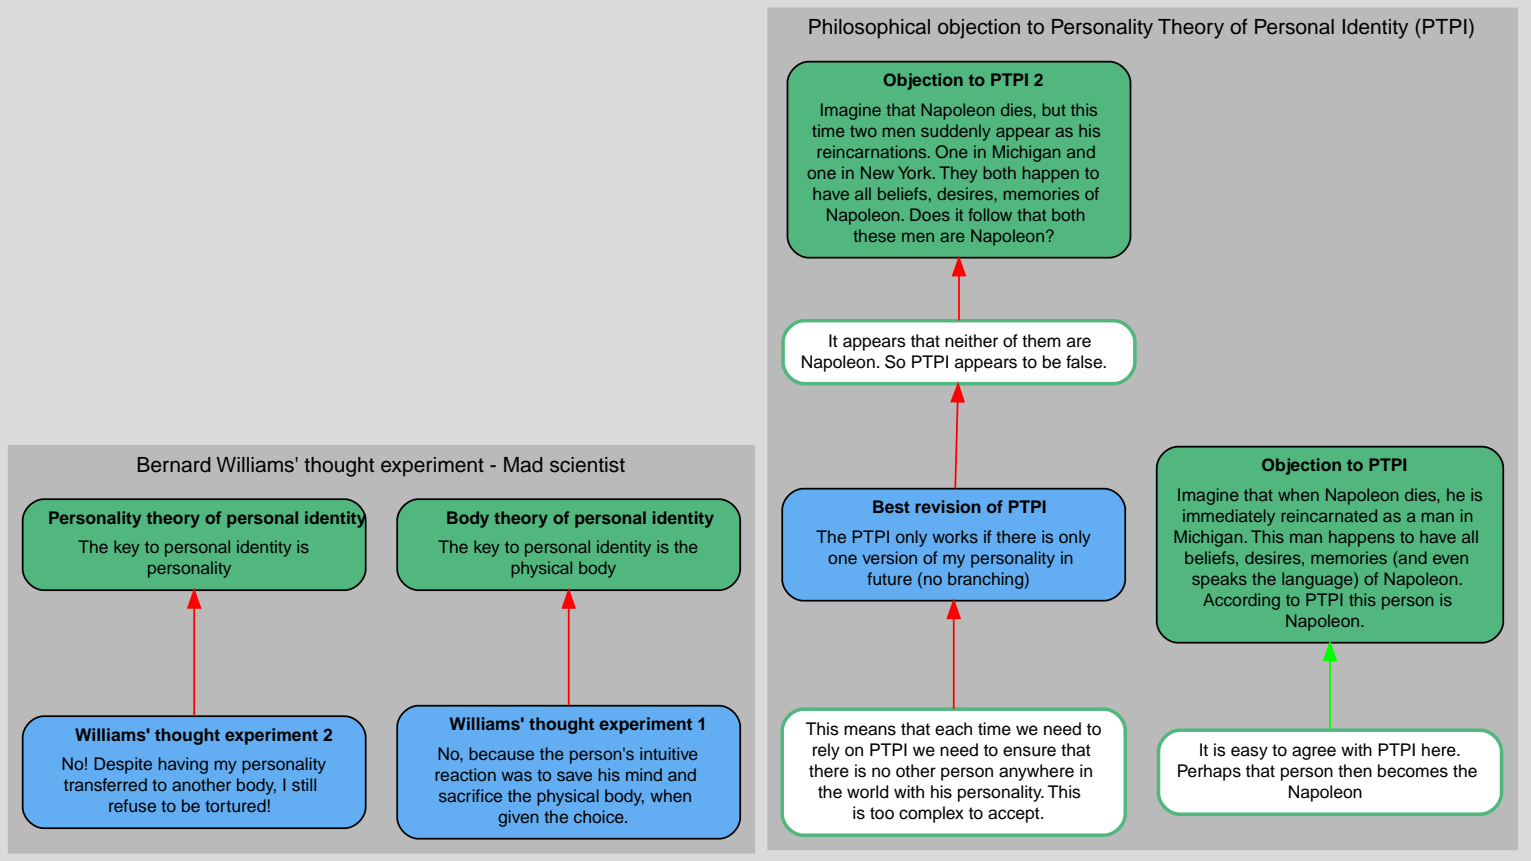 Philosophical objection to Personality Theory of Personal Identity (PTPI)
Objection to PTPI 2
Imagine that Napoleon dies, but this
time two men suddenly appear as his
reincarnations. One in Michigan and
one in New York. They both happen to
have all beliefs, desires, memories of
Napoleon. Does it follow that both
these men are Napoleon?
It appears that neither of them are
Napoleon. So PTPI appears to be false.
Best revision of PTPI
The PTPI only works if there is only
one version of my personality in
future (no branching)
This means that each time we need to
rely on PTPI we need to ensure that
there is no other person anywhere in
the world with his personality. This
is too complex to accept.
Objection to PTPI
Imagine that when Napoleon dies, he is
immediately reincarnated as a man in
Michigan. This man happens to have all
beliefs, desires, memories (and even
speaks the language) of Napoleon.
According to PTPI this person is
Napoleon.
It is easy to agree with PTPI here.
Perhaps that person then becomes the
Napoleon
Bernard Williams' thought experiment - Mad scientist
Personality theory of personal identity
The key to personal identity is
personality
Body theory of personal identity
The key to personal identity is the
physical body
Williams' thought experiment 2
No! Despite having my personality
transferred to another body, I still
refuse to be tortured!
Williams' thought experiment 1
No, because the person's intuitive
reaction was to save his mind and
sacrifice the physical body, when
given the choice.